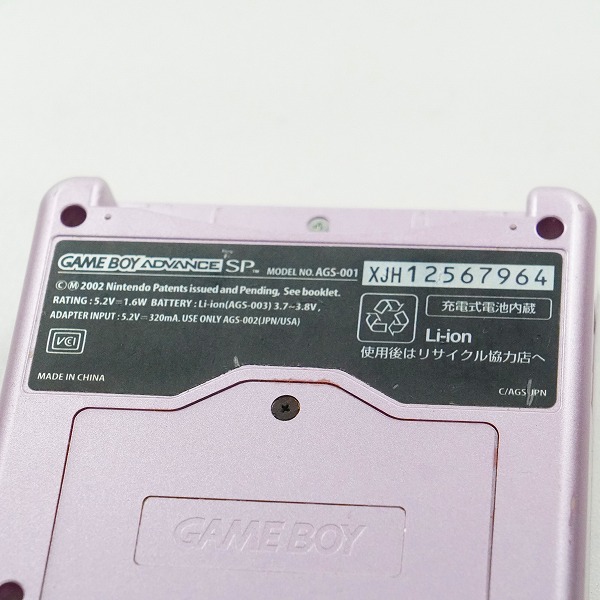 GAME BOY ADVANCE SP™ MODEL NO. AGS-001 XJH12567964
©Ⓜ 2002 Nintendo Patents issued and Pending, See booklet.
RATING : 5.2V⎓1.6W BATTERY : Li-ion(AGS-003) 3.7~3.8V,
ADAPTER INPUT : 5.2V⎓320mA. USE ONLY AGS-002(JPN/USA)
VCI
MADE IN CHINA
充電式電池内蔵
Li-ion
使用後はリサイクル協力店へ
C/AGS-JPN
GAME BOY